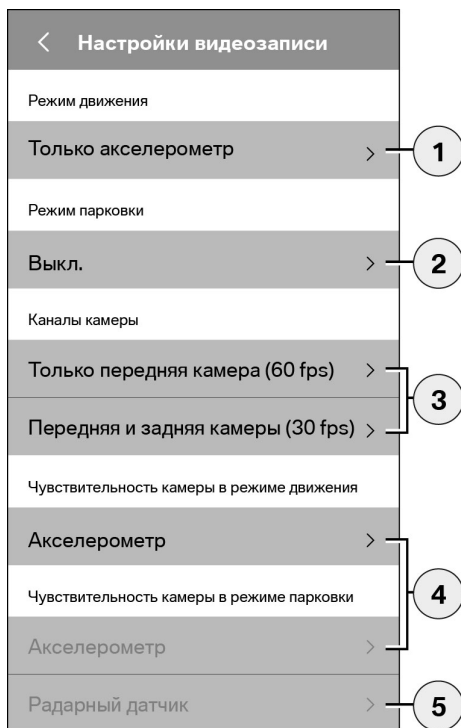 Настройки видеозаписи
Режим движения
Только акселерометр
1
Режим парковки
Выкл.
2
Каналы камеры
Только передняя камера (60 fps)
Передняя и задняя камеры (30 fps)
3
Чувствительность камеры в режиме движения
Акселерометр
Чувствительность камеры в режиме парковки
4
Акселерометр
Радарный датчик
5